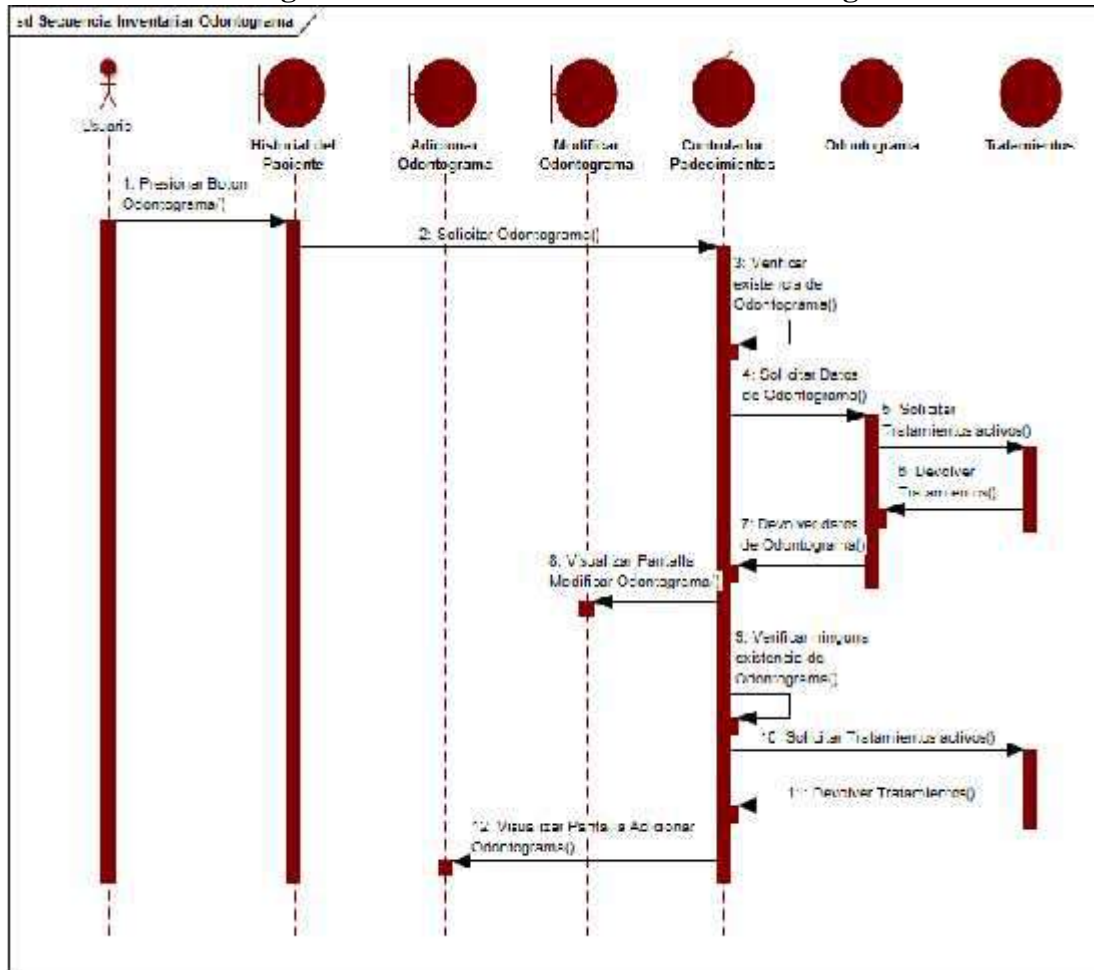 sd Secuencia Inventariar Odontograma
Usuario
Historial del
Paciente
Adicionar
Odontograma
Modificar
Odontograma
Controlador
Padecimientos
Odontograma
Tratamientos
1. Presionar Boton
Odontograma()
2: Solicitar Odontograma()
3: Verificar
existencia de
Odontograma()
4: Solicitar Datos
de Odontograma()
5: Solicitar
Tratamientos activos()
6: Devolver
Tratamientos()
7: Devolver datos
de Odontograma()
8: Visualizar Pantalla
Modificar Odontograma()
9: Verificar ninguna
existencia de
Odontograma()
10: Solicitar Tratamientos activos()
11: Devolver Tratamientos()
12: Visualizar Pantalla Adicionar
Odontograma()